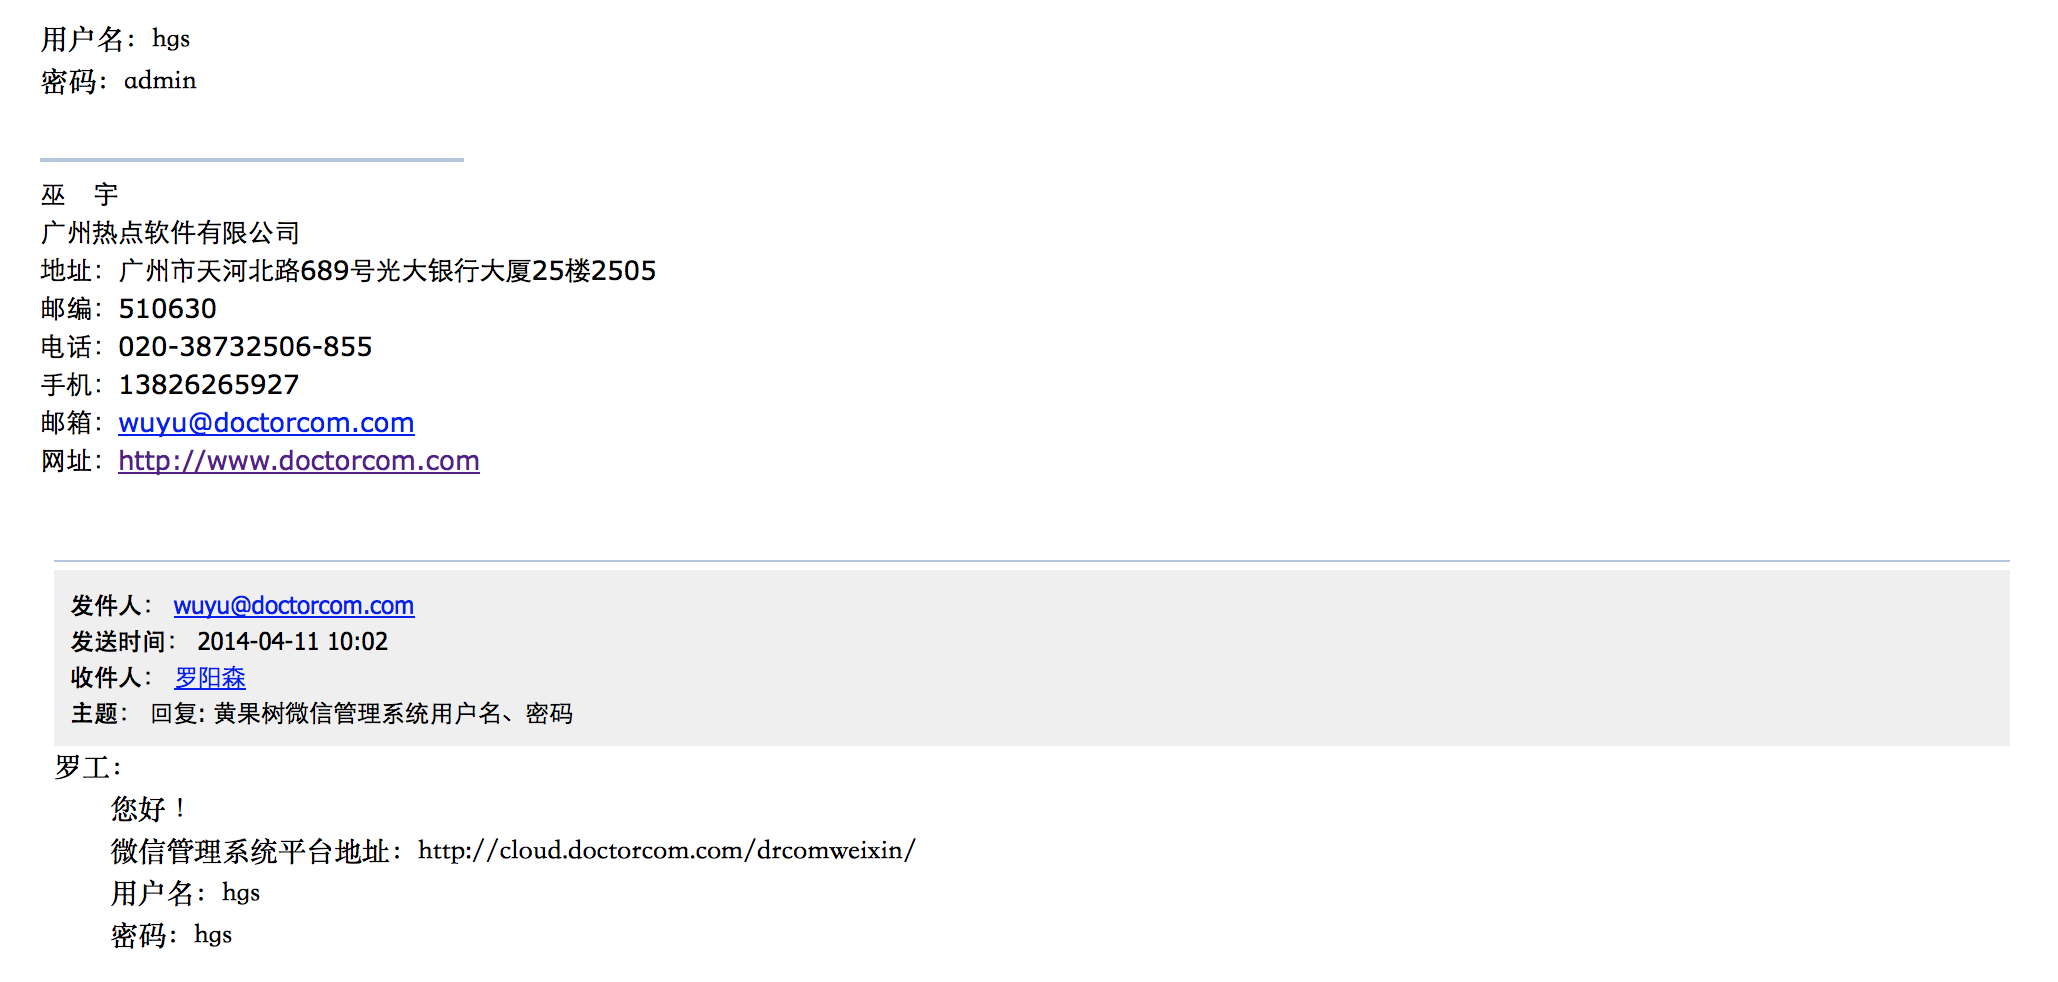 用户名：hgs
密码：admin
巫　宇
广州热点软件有限公司
地址：广州市天河北路689号光大银行大厦25楼2505
邮编：510630
电话：020-38732506-855
手机：13826265927
邮箱：wuyu@doctorcom.com
网址：http://www.doctorcom.com
发件人： wuyu@doctorcom.com
发送时间： 2014-04-11 10:02
收件人： 罗阳森
主题： 回复: 黄果树微信管理系统用户名、密码
罗工：
您好！
微信管理系统平台地址：http://cloud.doctorcom.com/drcomweixin/
用户名：hgs
密码：hgs